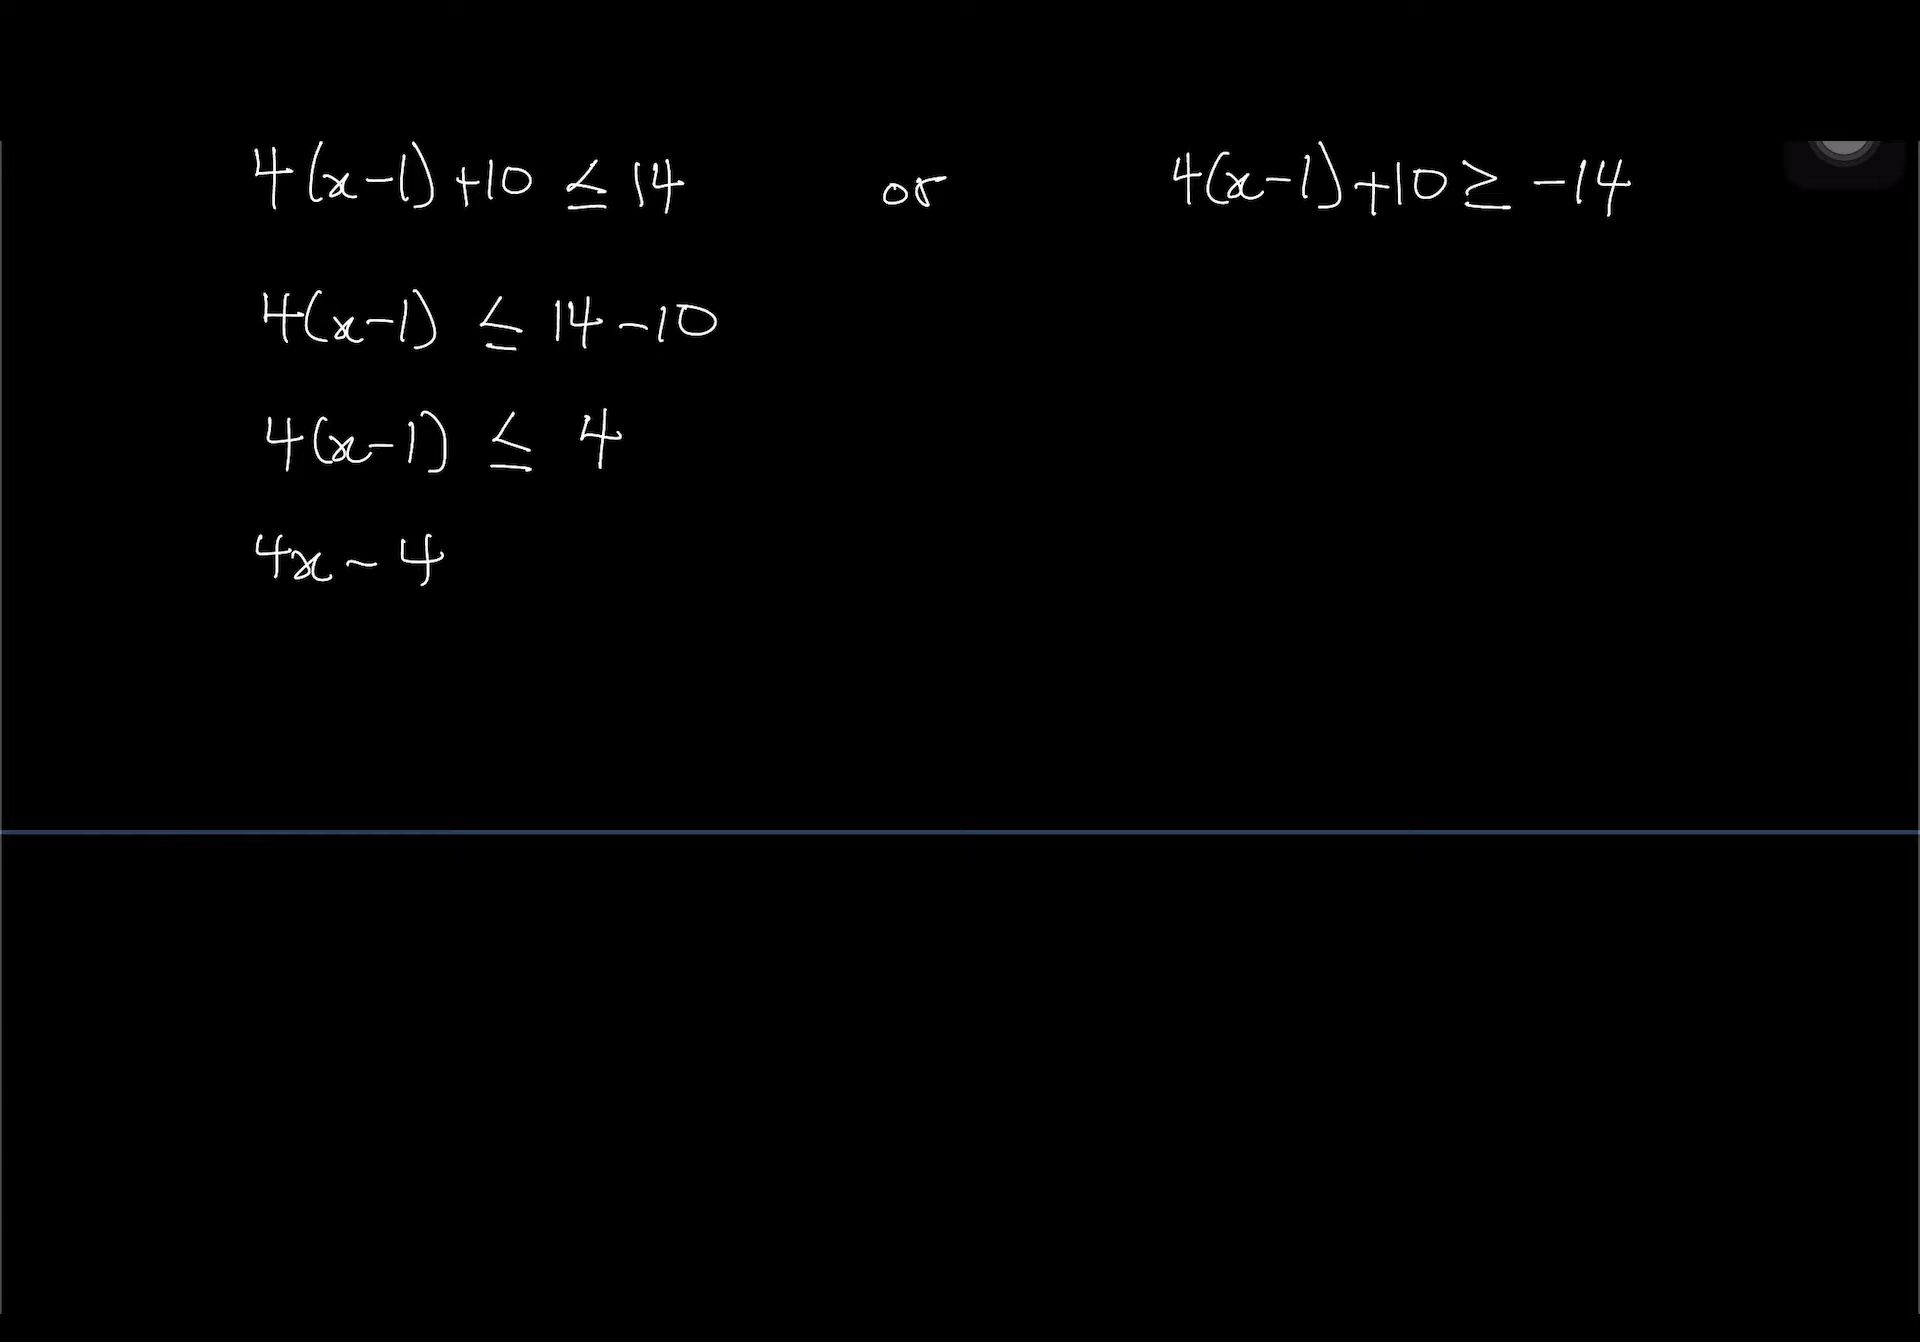 4(x-1)+10 ≤ 14 or 4(x-1)+10 ≥ -14
4(x-1) ≤ 14-10
4(x-1) ≤ 4
4x - 4